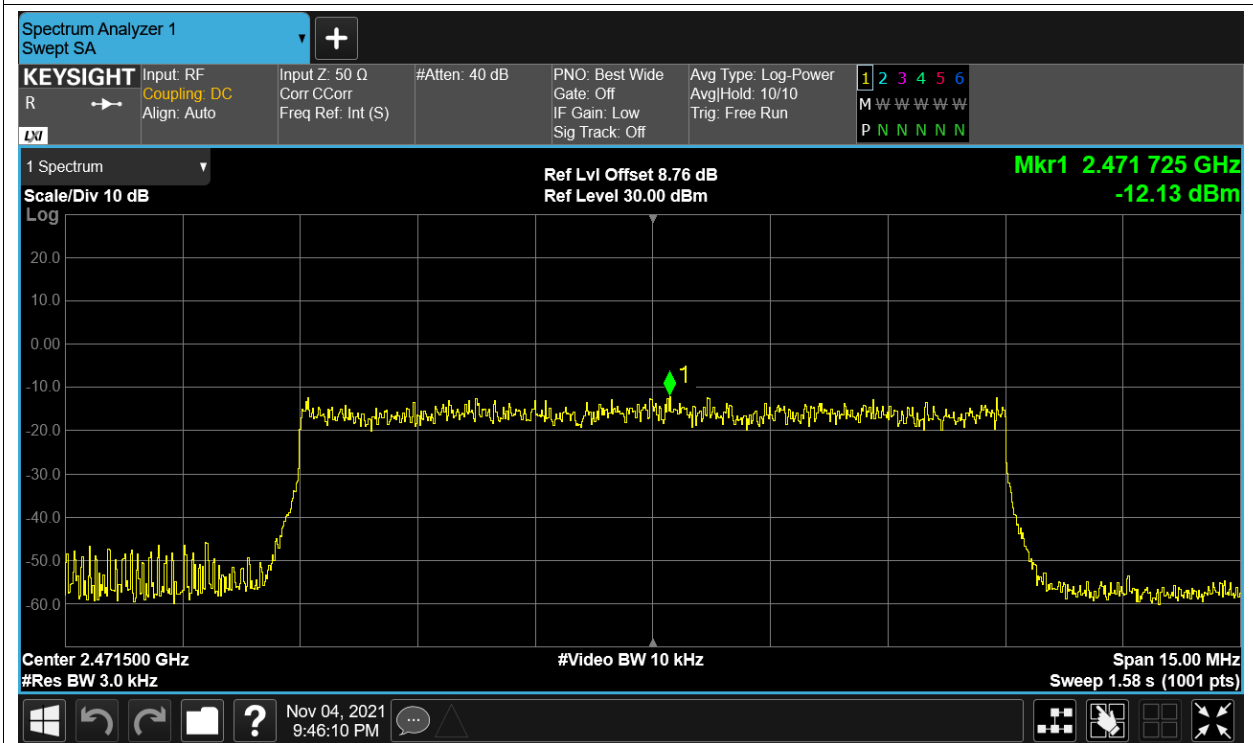 Spectrum Analyzer 1
Swept SA
KEYSIGHT
R
LXI
Input: RF
Coupling: DC
Align: Auto
Input Z: 50 Ω
Corr CCorr
Freq Ref: Int (S)
#Atten: 40 dB
PNO: Best Wide
Gate: Off
IF Gain: Low
Sig Track: Off
Avg Type: Log-Power
Avg|Hold: 10/10
Trig: Free Run
1 2 3 4 5 6
M W W W W W
P N N N N N
1 Spectrum
Scale/Div 10 dB
Ref Lvl Offset 8.76 dB
Ref Level 30.00 dBm
Mkr1 2.471 725 GHz
-12.13 dBm
Log
20.0
10.0
0.00
-10.0
-20.0
-30.0
-40.0
-50.0
-60.0
1
Center 2.471500 GHz
#Res BW 3.0 kHz
#Video BW 10 kHz
Span 15.00 MHz
Sweep 1.58 s (1001 pts)
?
Nov 04, 2021
9:46:10 PM